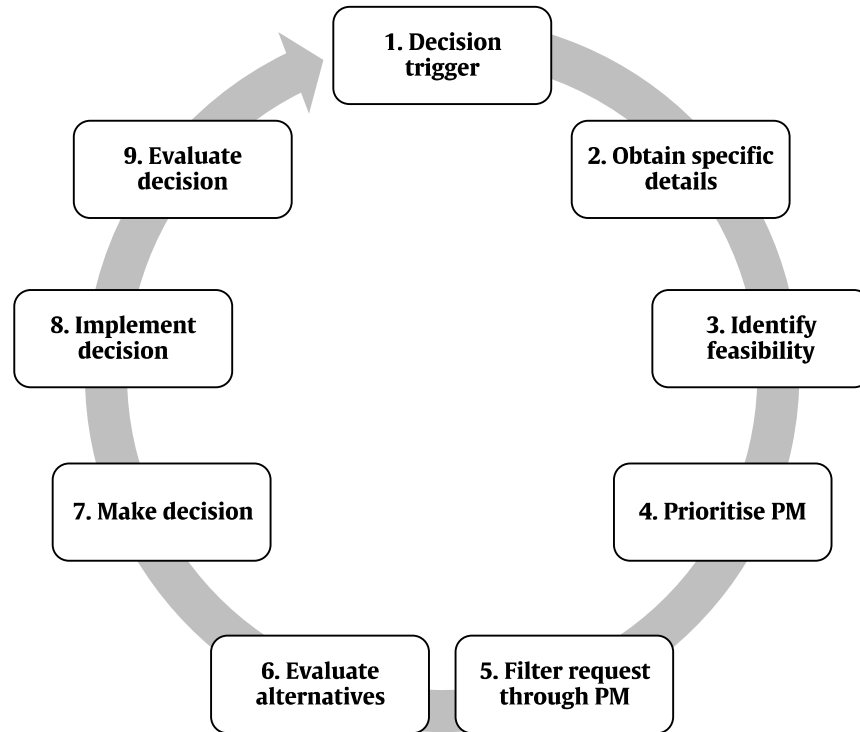 1. Decision
trigger
2. Obtain specific
details
3. Identify
feasibility
4. Prioritise PM
5. Filter request
through PM
6. Evaluate
alternatives
7. Make decision
8. Implement
decision
9. Evaluate
decision